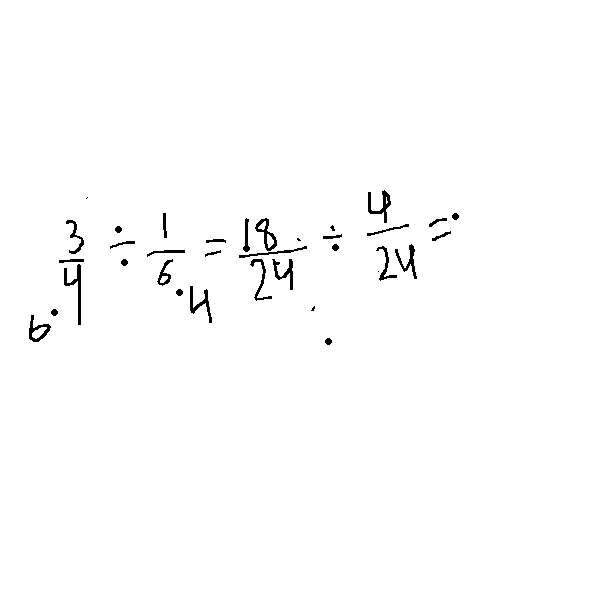 3/4 ÷ 1/6 = 18/24 ÷ 4/24 =
6· ·4